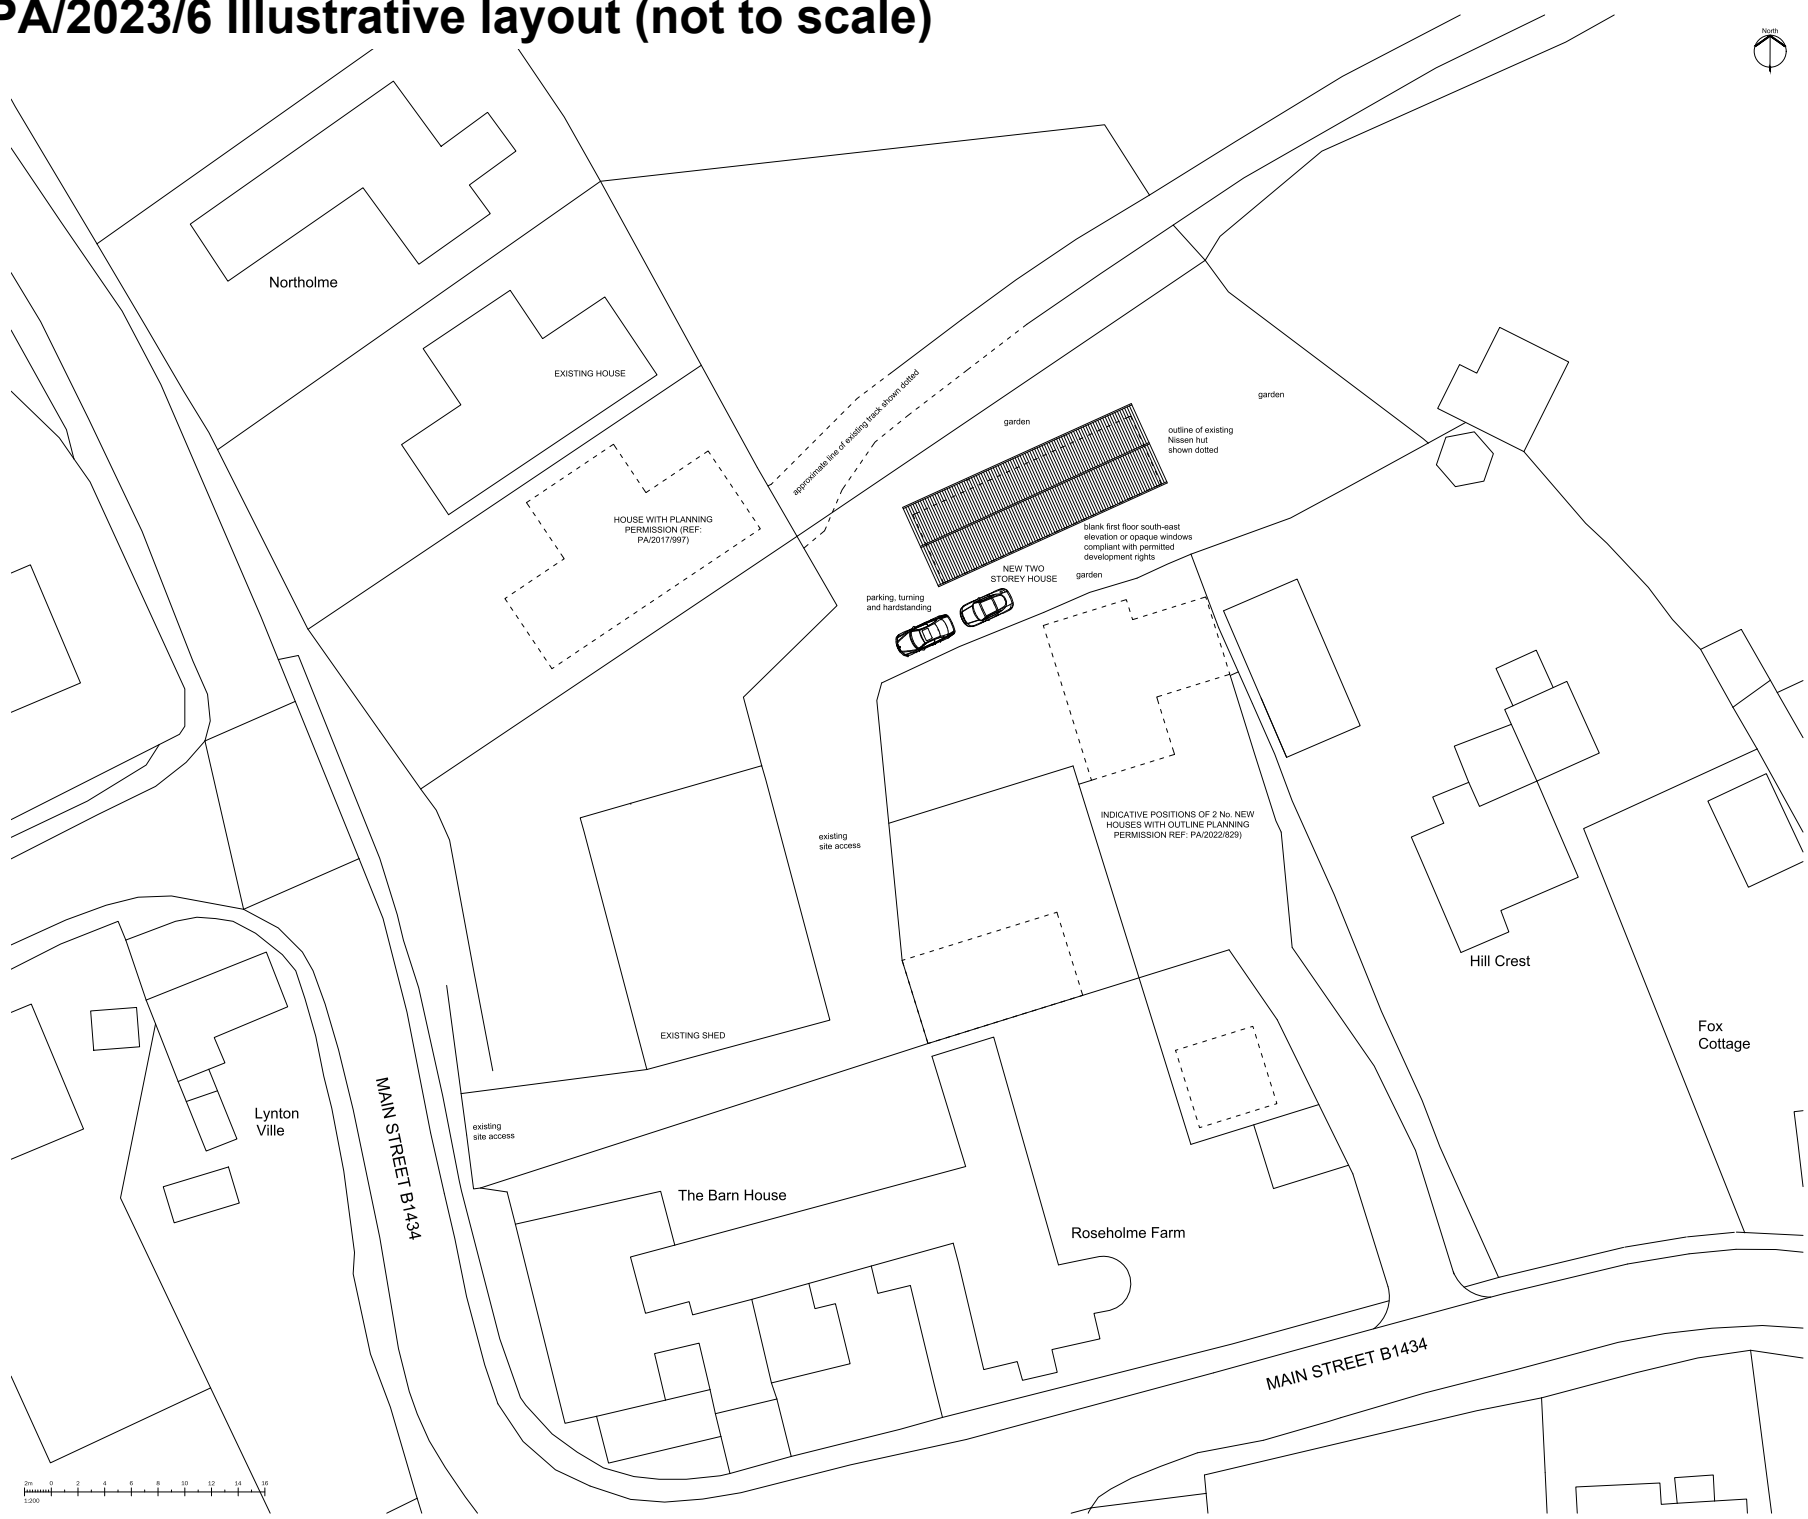 PA/2023/6 Illustrative layout (not to scale)
North
Northolme
EXISTING HOUSE
approximate line of existing track shown dotted
garden
garden
outline of existing
Nissen hut
shown dotted
HOUSE WITH PLANNING
PERMISSION (REF:
PA/2017/997)
blank first floor south-east
elevation or opaque windows
compliant with permitted
development rights
NEW TWO
STOREY HOUSE
garden
parking, turning
and hardstanding
existing
site access
INDICATIVE POSITIONS OF 2 No. NEW
HOUSES WITH OUTLINE PLANNING
PERMISSION REF: PA/2022/829)
Hill Crest
EXISTING SHED
Fox
Cottage
Lynton
Ville
MAIN STREET B1434
existing
site access
The Barn House
Roseholme Farm
MAIN STREET B1434
2m 0 2 4 6 8 10 12 14 16
1:200